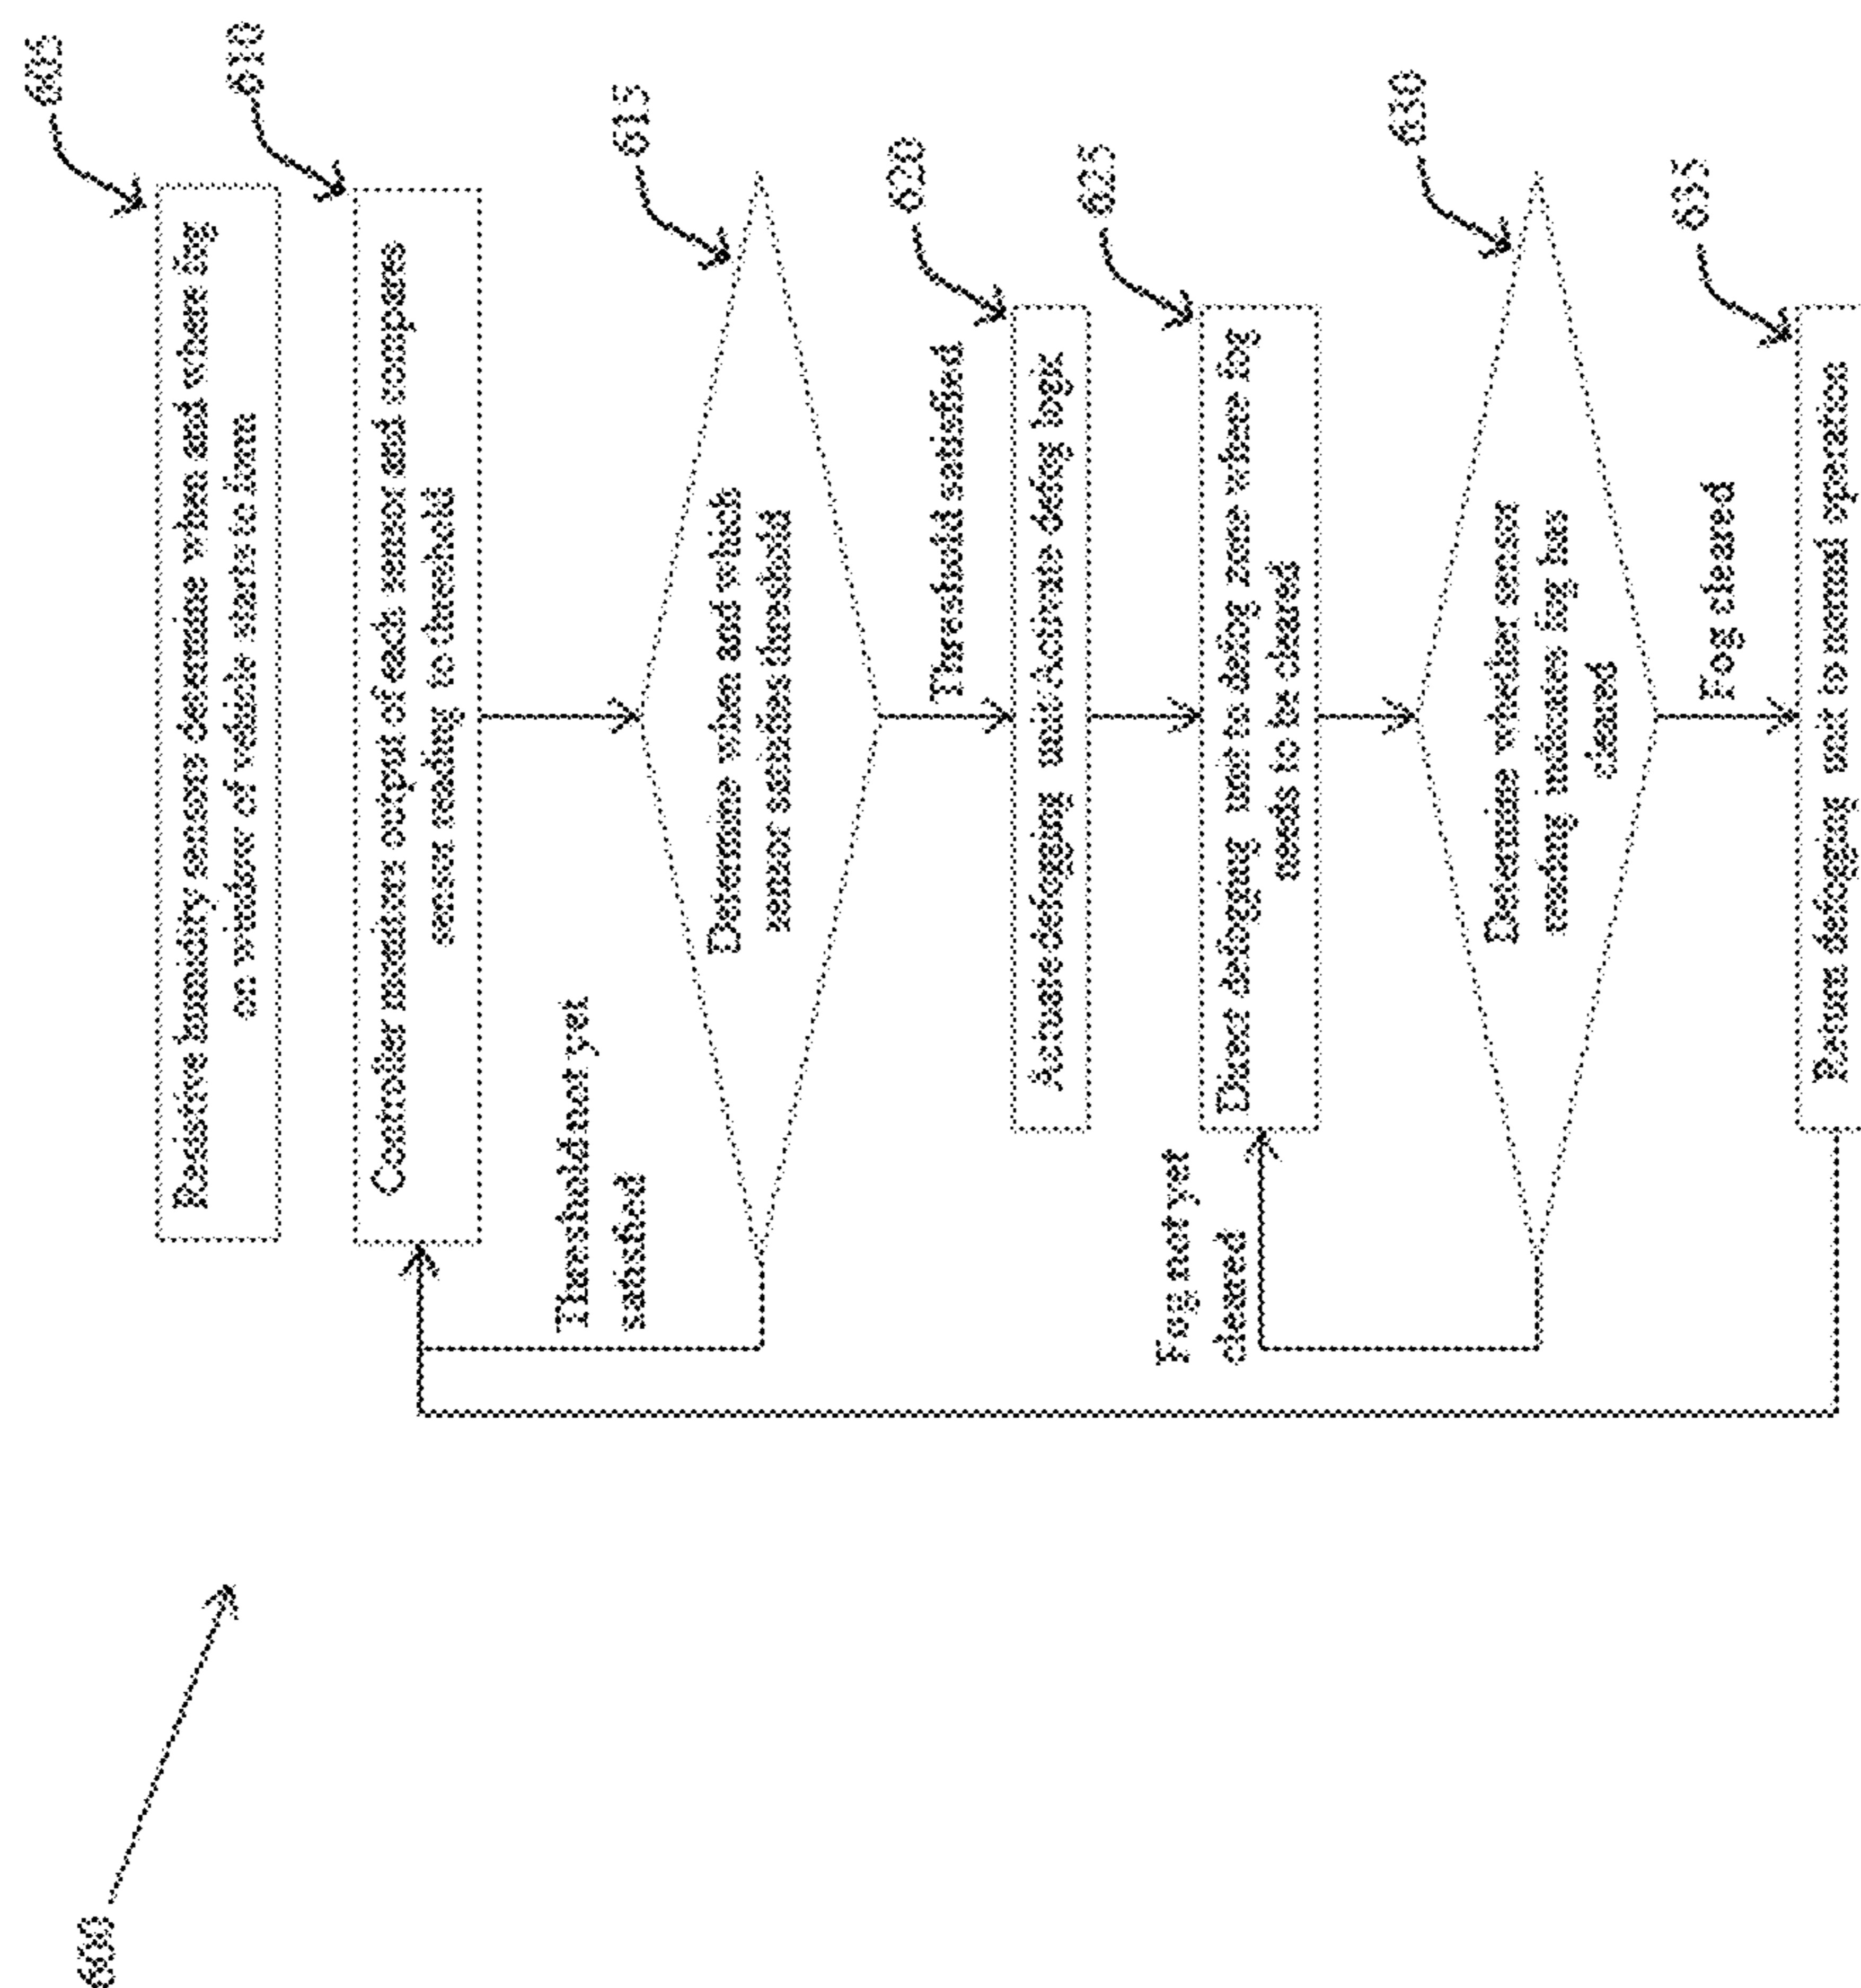 600
605
Resistive humidity sensors determine when and where fog
on window of vehicle starts to form
610
Controller monitors output of each sensor and compares
sensor reading to threshold
615
Determine when and which
sensor satisfies threshold
Threshold not yet
satisfied
Threshold satisfied
620
Actuate defogging unit/Activate defog logic
625
Direct defogging unit to defog zone where fog
needs to be cleared
630
Determine whether sensor
reading indicates fog has
cleared
Fog not yet
cleared
Fog cleared
635
Return defogging unit to normal operation